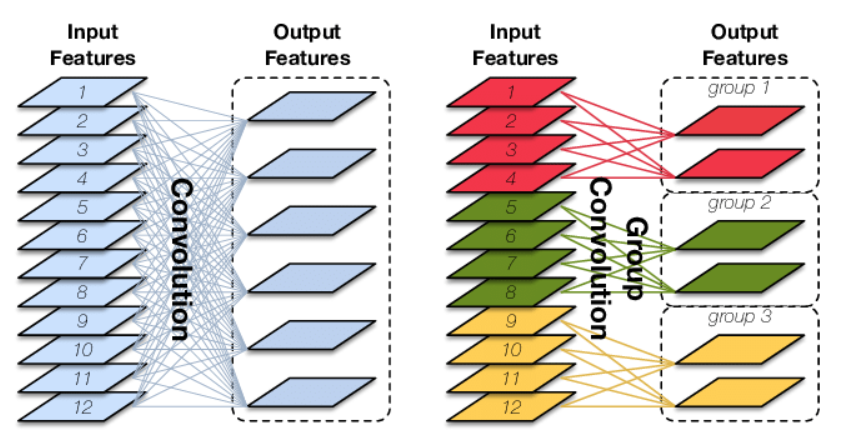 Input
Features
Output
Features
1
2
3
4
5
6
7
8
9
10
11
12
Convolution
Input
Features
Output
Features
1
2
3
4
5
6
7
8
9
10
11
12
Group
Convolution
group 1
group 2
group 3